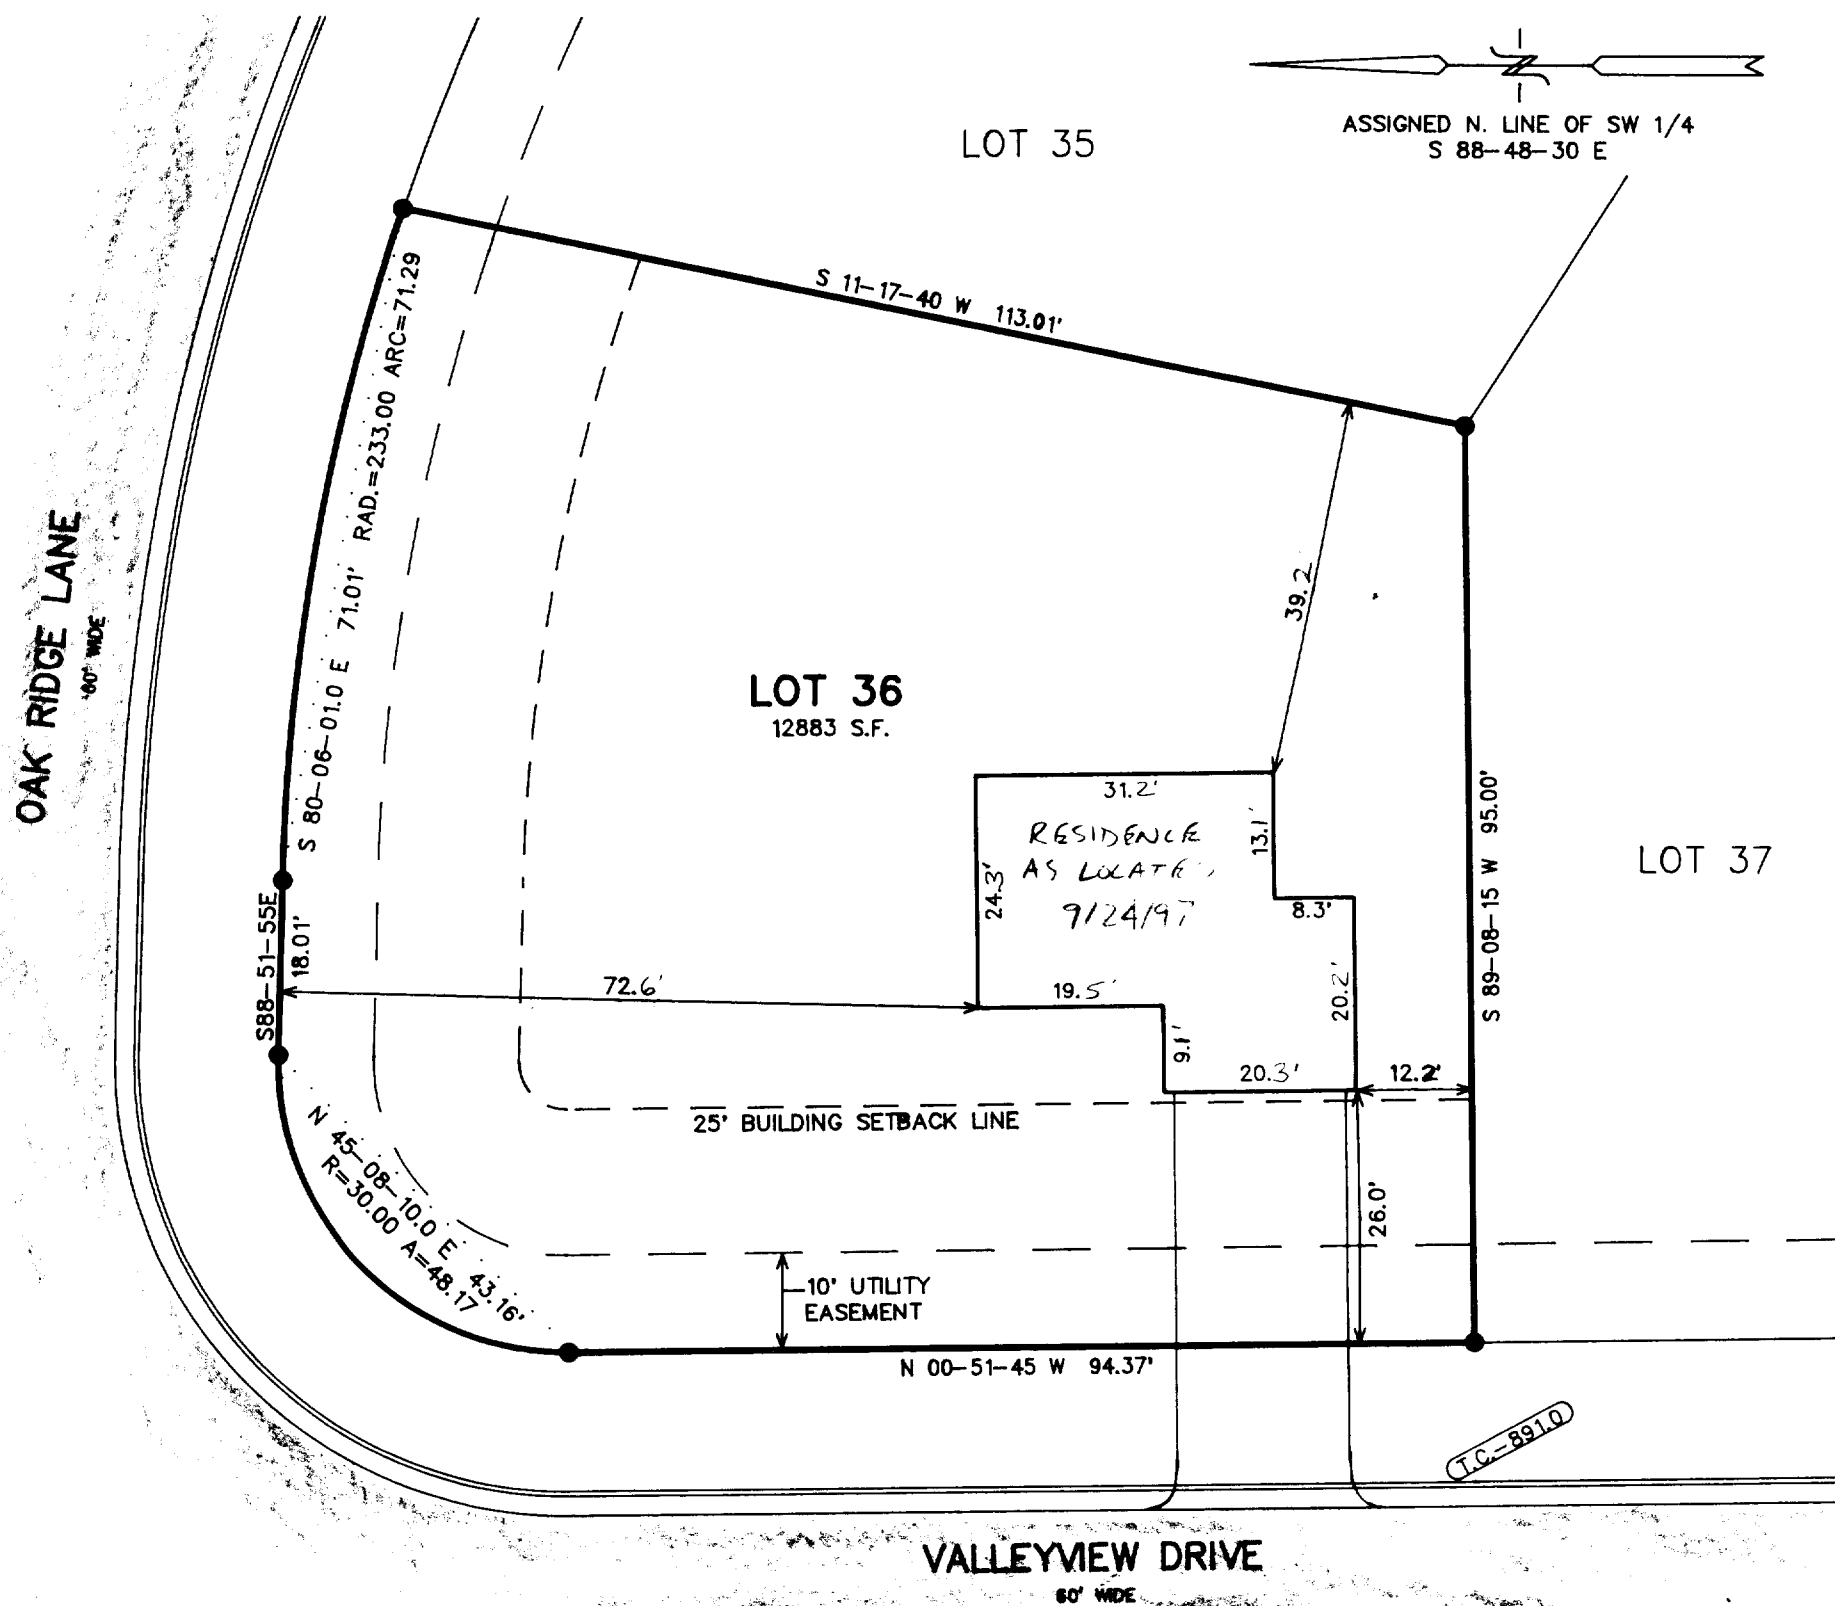 ASSIGNED N. LINE OF SW 1/4
S 88-48-30 E
LOT 35
S 11-17-40 W 113.01'
S 80-06-01.0 E 71.01' RAD.=233.00 ARC=71.29
OAK RIDGE LANE
60' WIDE
39.2
LOT 36
12883 S.F.
31.2'
RESIDENCE
AS LOCATE
9/24/97
24.3'
13.1'
8.3'
20.2'
19.5'
9.1'
20.3'
12.2'
S 89-08-15 W 95.00'
LOT 37
S88-51-55E
18.01'
72.6'
25' BUILDING SETBACK LINE
26.0'
N 45-08-10.0 E 43.16'
R=30.00 A=48.17
10' UTILITY
EASEMENT
N 00-51-45 W 94.37'
T.C.-891.0
VALLEYVIEW DRIVE
60' WIDE